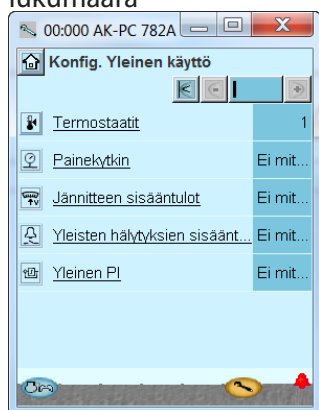 lukumäärä
00:000 AK-PC 782A
Konfig. Yleinen käyttö
Termostaatit 1
Painekytkin Ei mit...
Jännitteen sisääntulot Ei mit...
Yleisten hälytyksien sisäänt... Ei mit...
Yleinen PI Ei mit...